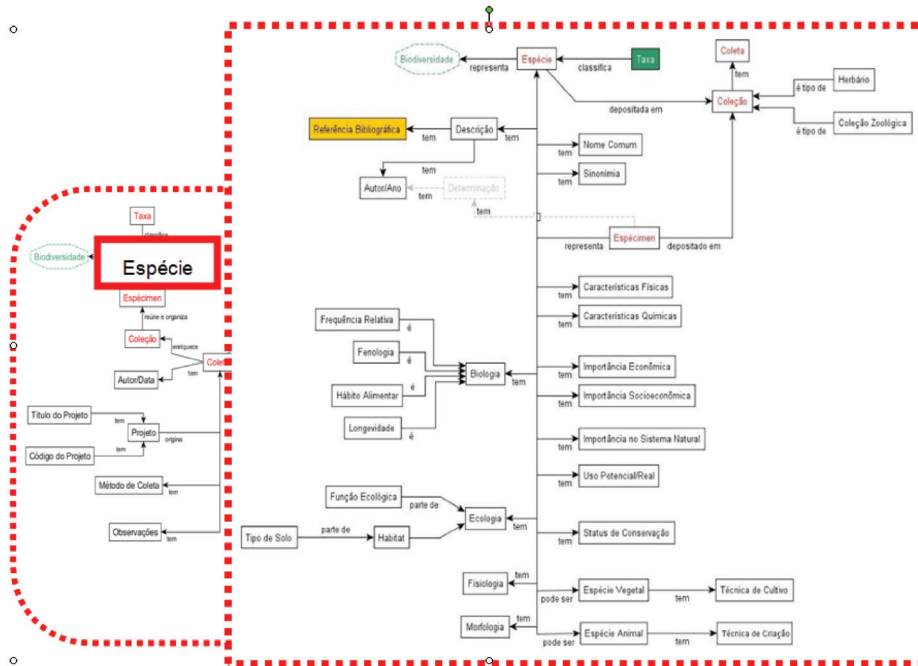 Taxa
classifica
Biodiversidade
Espécie
Espécimen
reúne e organiza
Coleção
enriquece
Autor/Data
tem
Título do Projeto
tem
Projeto
origina
Código do Projeto
tem
Método de Coleta
tem
Observações
tem
Biodiversidade
representa
Espécie
classifica
Taxa
Coleta
tem
depositada em
Coleção
é tipo de
Herbário
é tipo de
Coleção Zoológica
Referência Bibliográfica
tem
Descrição
tem
tem
Nome Comum
tem
Autor/Ano
tem
Determinação
tem
Sinonímia
tem
representa
Espécimen
depositado em
tem
Características Físicas
tem
Características Químicas
Frequência Relativa
é
Fenologia
é
Hábito Alimentar
é
Longevidade
é
Biologia
tem
tem
Importância Econômica
tem
Importância Socioeconômica
tem
Importância no Sistema Natural
tem
Uso Potencial/Real
Função Ecológica
parte de
Tipo de Solo
parte de
Habitat
Ecologia
tem
tem
Status de Conservação
Fisiologia
tem
pode ser
Espécie Vegetal
tem
Técnica de Cultivo
Morfologia
tem
pode ser
Espécie Animal
tem
Técnica de Criação